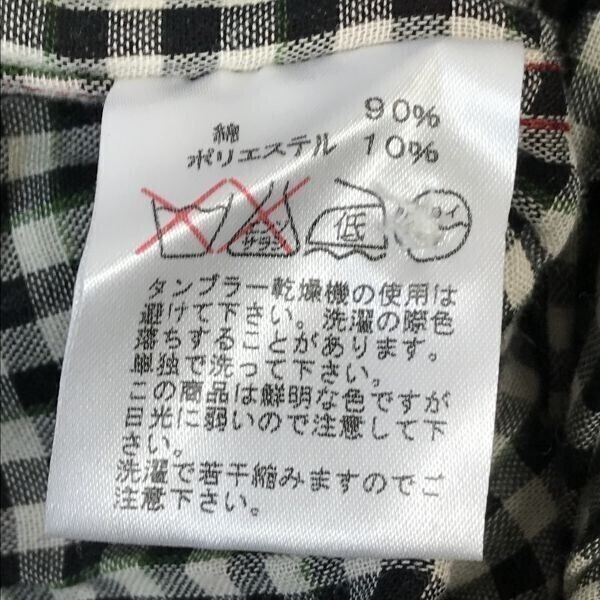 綿 90%
ポリエステル 10%
低
タンブラー乾燥機の使用は
避けて下さい。洗濯の際色
落ちすることがあります。
単独で洗って下さい。
この商品は鮮明な色ですが
日光に弱いので注意して下
さい。
洗濯で若干縮みますのでご
注意下さい。